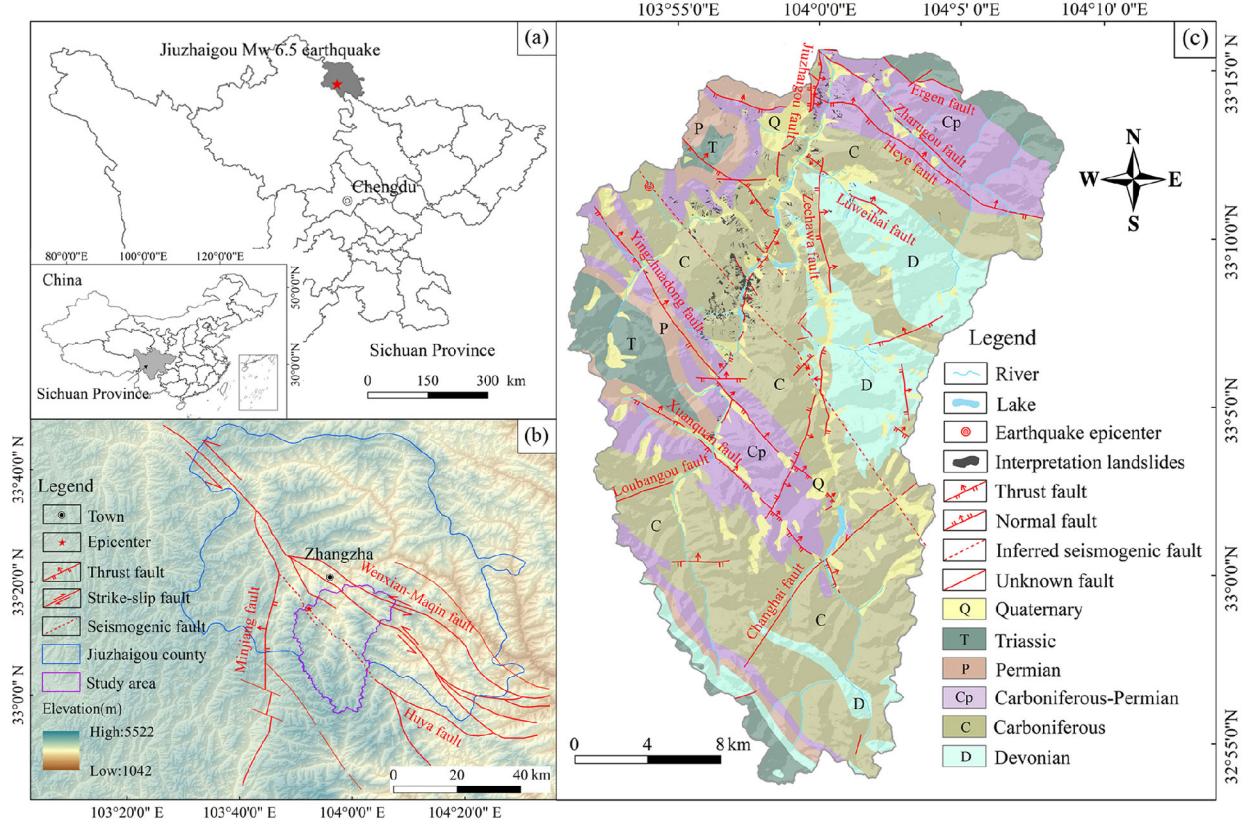 (a)
Jiuzhaigou Mw 6.5 earthquake
Chengdu
80°0'0"E 100°0'0"E 120°0'0"E
China
50°0'0"N
30°0'0"N
Sichuan Province
Sichuan Province
0 150 300 km
(b)
33°40'0"N
33°20'0"N
33°0'0"N
Legend
Town
Epicenter
Thrust fault
Strike-slip fault
Seismogenic fault
Jiuzhaigou county
Study area
Elevation(m)
High:5522
Low:1042
Zhangzha
Wenxian-Maqin fault
Minjiang fault
Huya fault
0 20 40 km
103°20'0"E 103°40'0"E 104°0'0"E 104°20'0"E
103°55'0"E 104°0'0"E 104°5'0"E 104°10'0"E
(c)
33°15'0"N
33°10'0"N
33°5'0"N
33°0'0"N
32°55'0"N
N
W E
S
Jiuzhaigou fault
Ergen fault
Zharugou fault
Heye fault
Zechawa fault
Luweihai fault
Yingzhuadong fault
Xuanquan fault
Loubangou fault
Changhai fault
P
Q
T
Cp
C
C
D
P
T
C
D
Cp
Q
C
C
D
0 4 8 km
Legend
River
Lake
Earthquake epicenter
Interpretation landslides
Thrust fault
Normal fault
Inferred seismogenic fault
Unknown fault
Q Quaternary
T Triassic
P Permian
Cp Carboniferous-Permian
C Carboniferous
D Devonian